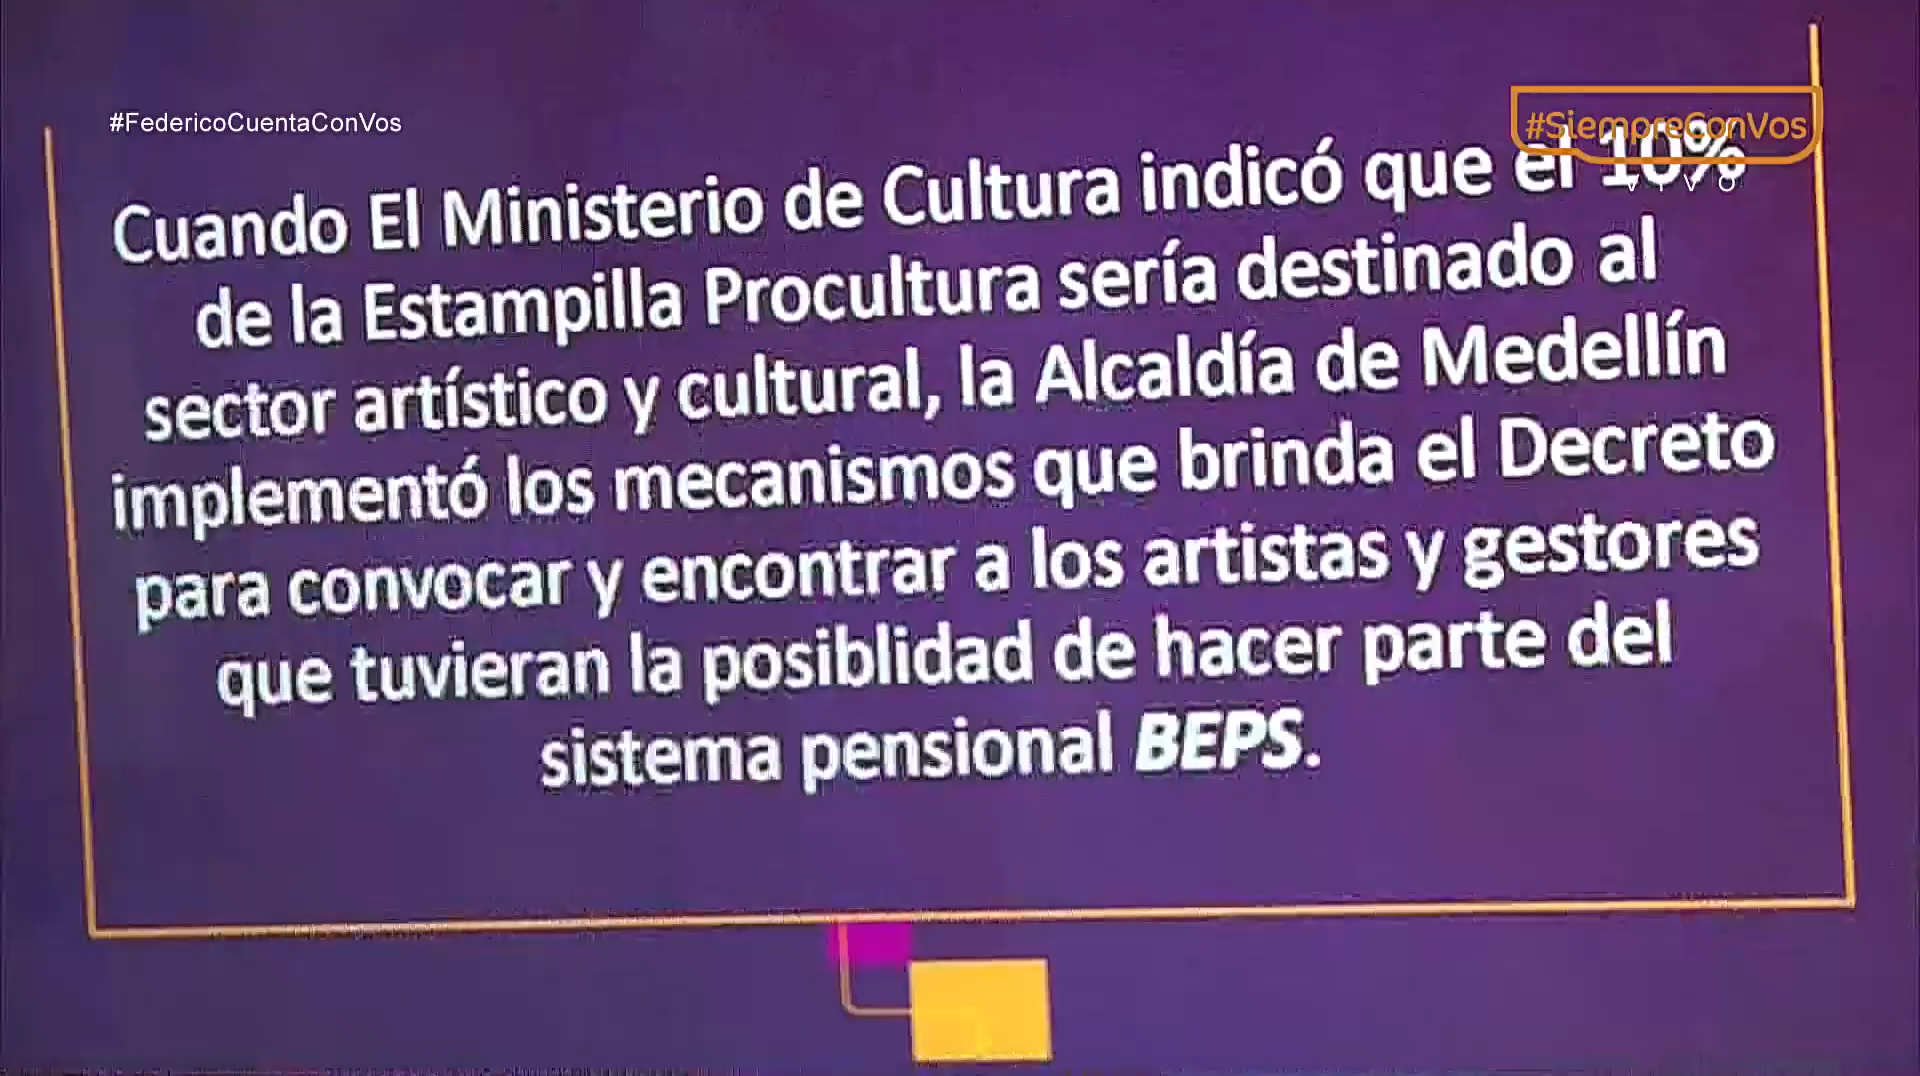 #FedericoCuentaConVos
#SiempreConVos
VIVO
Cuando El Ministerio de Cultura indicó que el 10%
de la Estampilla Procultura sería destinado al
sector artístico y cultural, la Alcaldía de Medellín
implementó los mecanismos que brinda el Decreto
para convocar y encontrar a los artistas y gestores
que tuvieran la posiblidad de hacer parte del
sistema pensional BEPS.